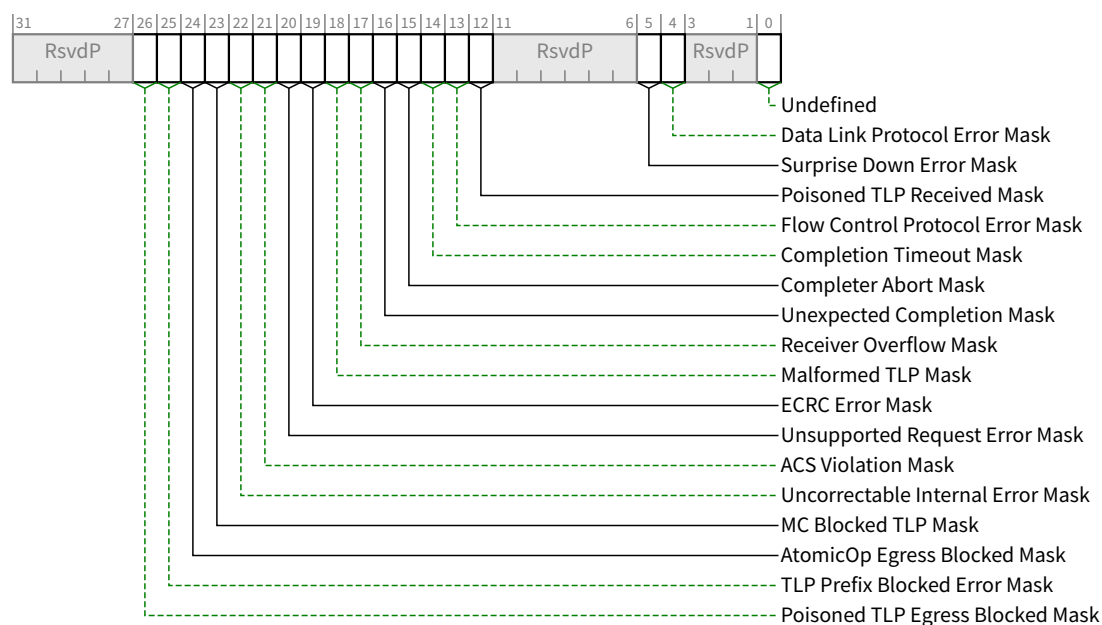 31 27 26 25 24 23 22 21 20 19 18 17 16 15 14 13 12 11 6 5 4 3 1 0
RsvdP RsvdP RsvdP
Undefined
Data Link Protocol Error Mask
Surprise Down Error Mask
Poisoned TLP Received Mask
Flow Control Protocol Error Mask
Completion Timeout Mask
Completer Abort Mask
Unexpected Completion Mask
Receiver Overflow Mask
Malformed TLP Mask
ECRC Error Mask
Unsupported Request Error Mask
ACS Violation Mask
Uncorrectable Internal Error Mask
MC Blocked TLP Mask
AtomicOp Egress Blocked Mask
TLP Prefix Blocked Error Mask
Poisoned TLP Egress Blocked Mask